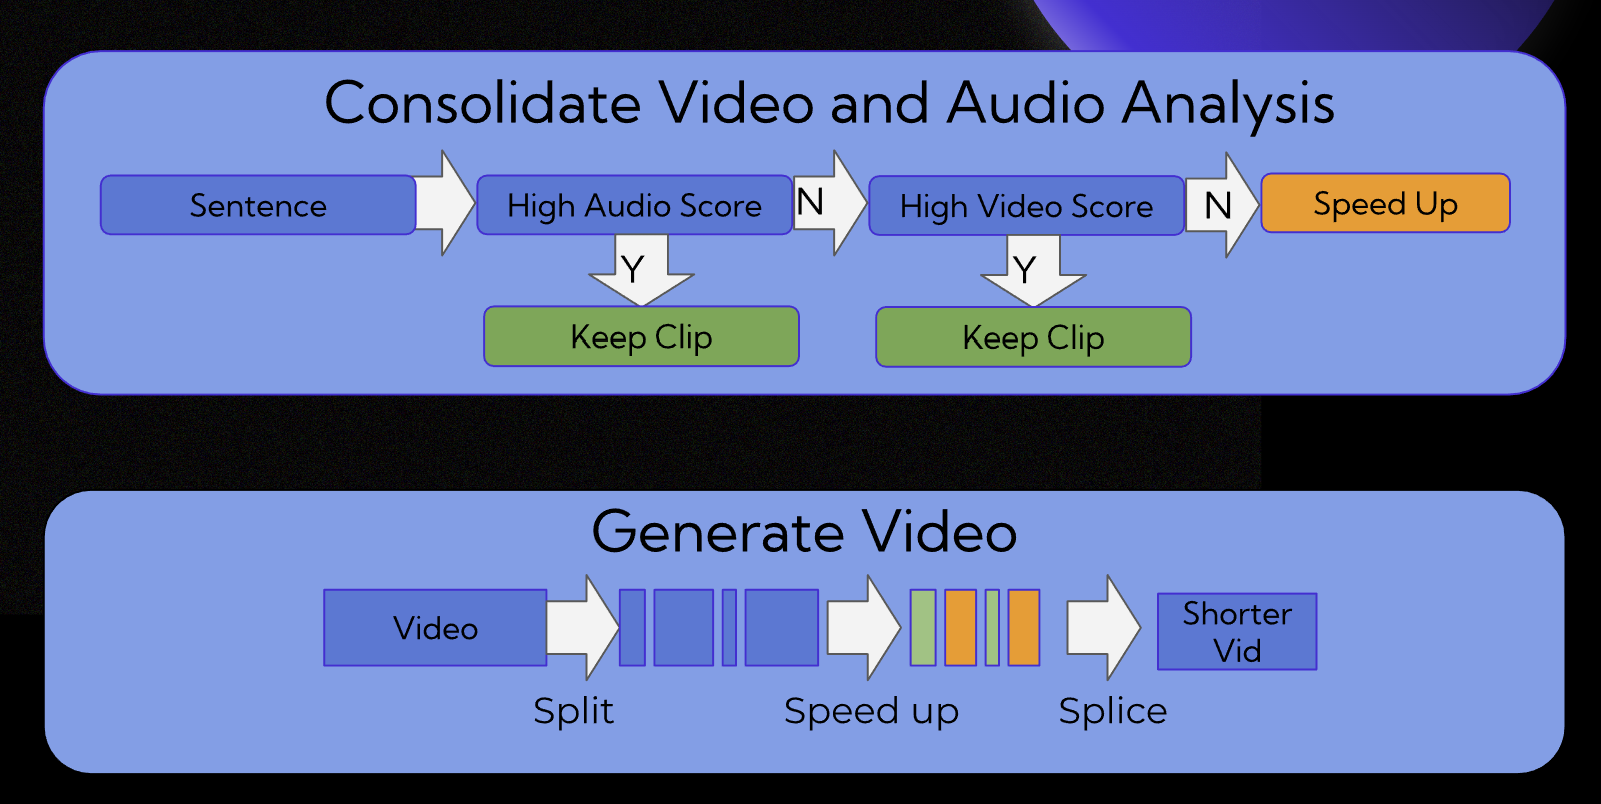 Consolidate Video and Audio Analysis
Sentence
High Audio Score
N
High Video Score
N
Speed Up
Y
Y
Keep Clip
Keep Clip
Generate Video
Video
Shorter
Vid
Split
Speed up
Splice